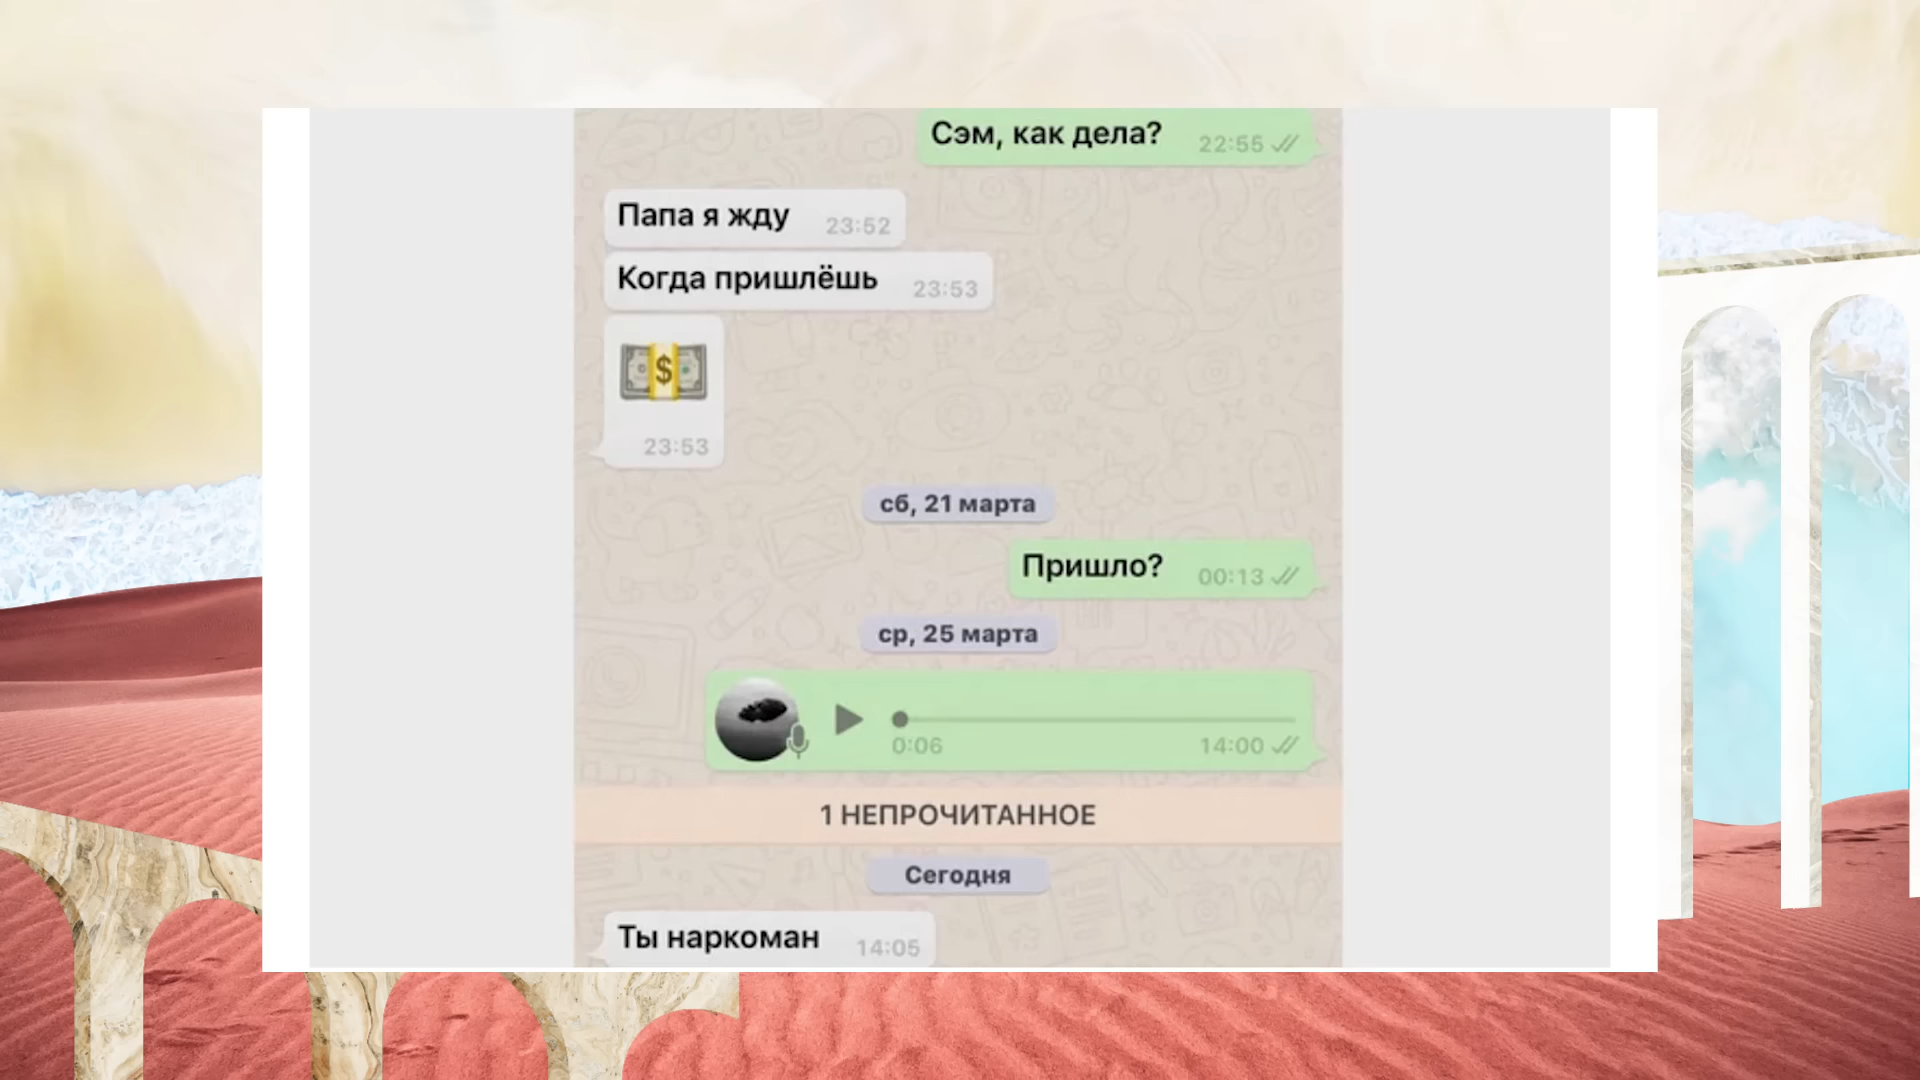 Сэм, как дела? 22:55
Папа я жду 23:52
Когда пришлёшь 23:53
$
23:53
сб, 21 марта
Пришло? 00:13
ср, 25 марта
0:06 14:00
1 НЕПРОЧИТАННОЕ
Сегодня
Ты наркоман 14:05